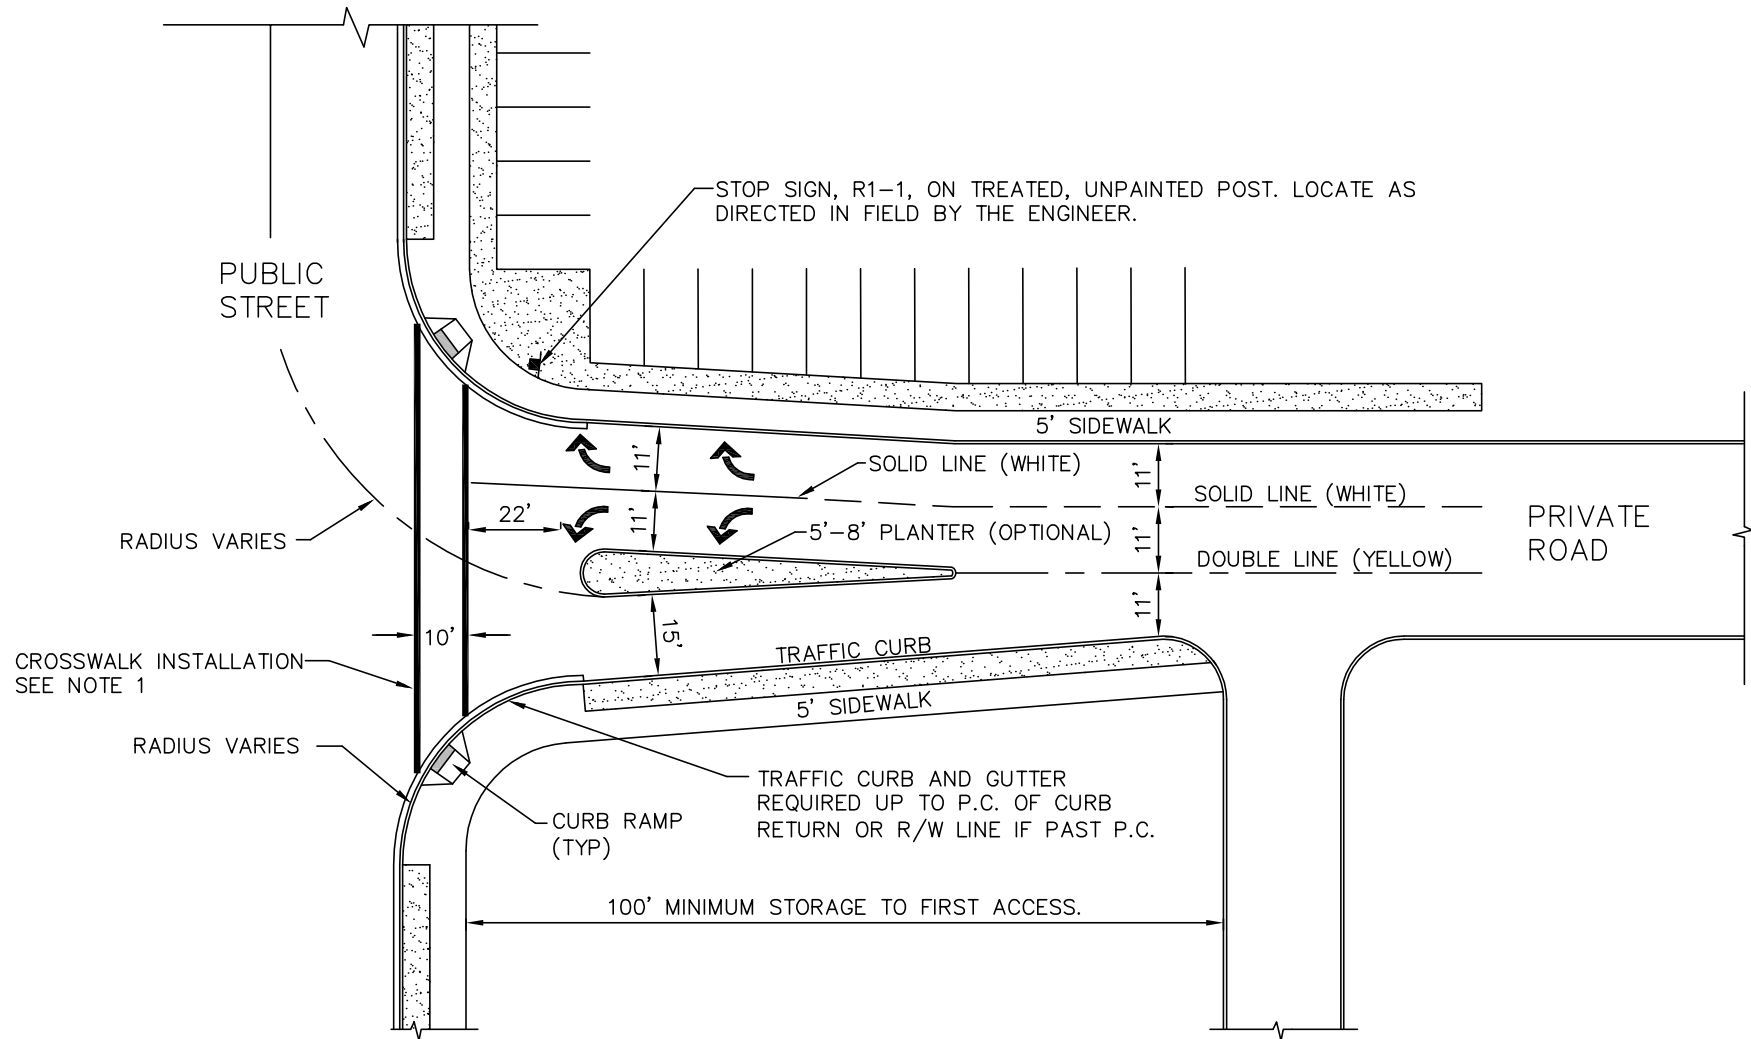 STOP SIGN, R1-1, ON TREATED, UNPAINTED POST. LOCATE AS
DIRECTED IN FIELD BY THE ENGINEER.
PUBLIC
STREET
5' SIDEWALK
11'
SOLID LINE (WHITE)
11'
SOLID LINE (WHITE)
22'
11'
5'-8' PLANTER (OPTIONAL)
11'
PRIVATE
ROAD
RADIUS VARIES
DOUBLE LINE (YELLOW)
11'
15'
10'
TRAFFIC CURB
CROSSWALK INSTALLATION
SEE NOTE 1
5' SIDEWALK
RADIUS VARIES
TRAFFIC CURB AND GUTTER
REQUIRED UP TO P.C. OF CURB
RETURN OR R/W LINE IF PAST P.C.
CURB RAMP
(TYP)
100' MINIMUM STORAGE TO FIRST ACCESS.